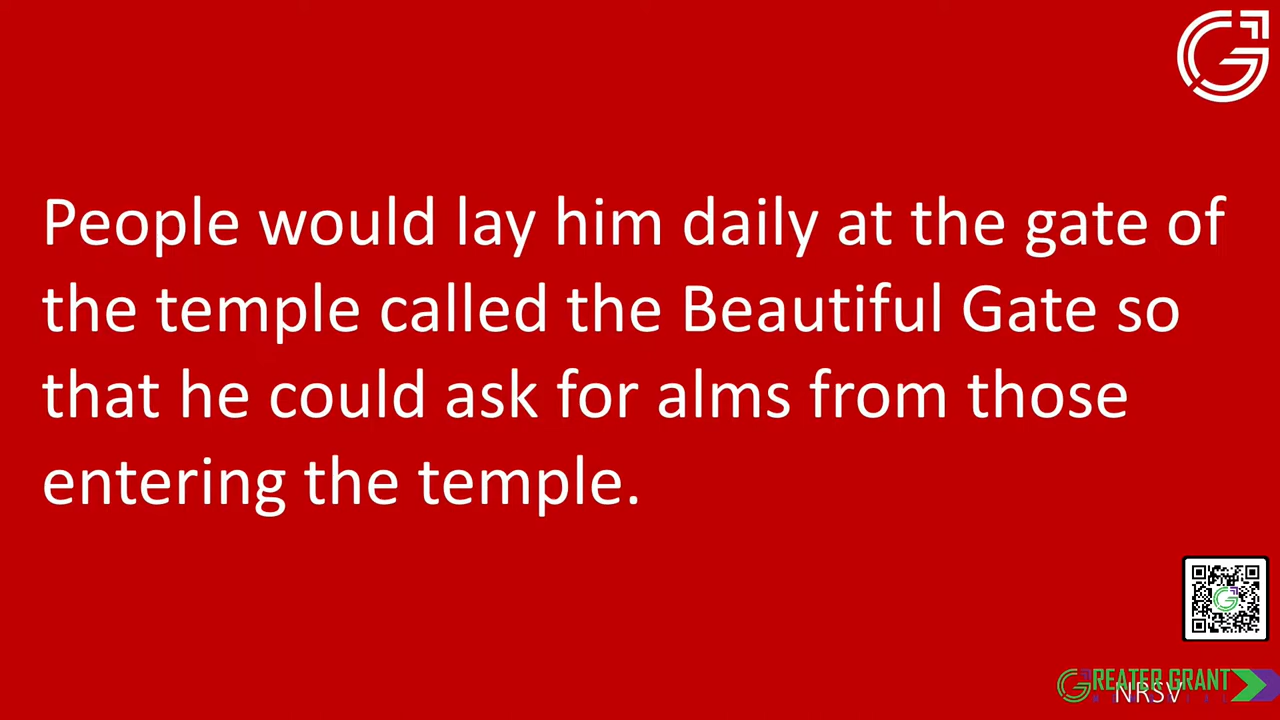 People would lay him daily at the gate of
the temple called the Beautiful Gate so
that he could ask for alms from those
entering the temple.
GREATER GRANT
NRSV